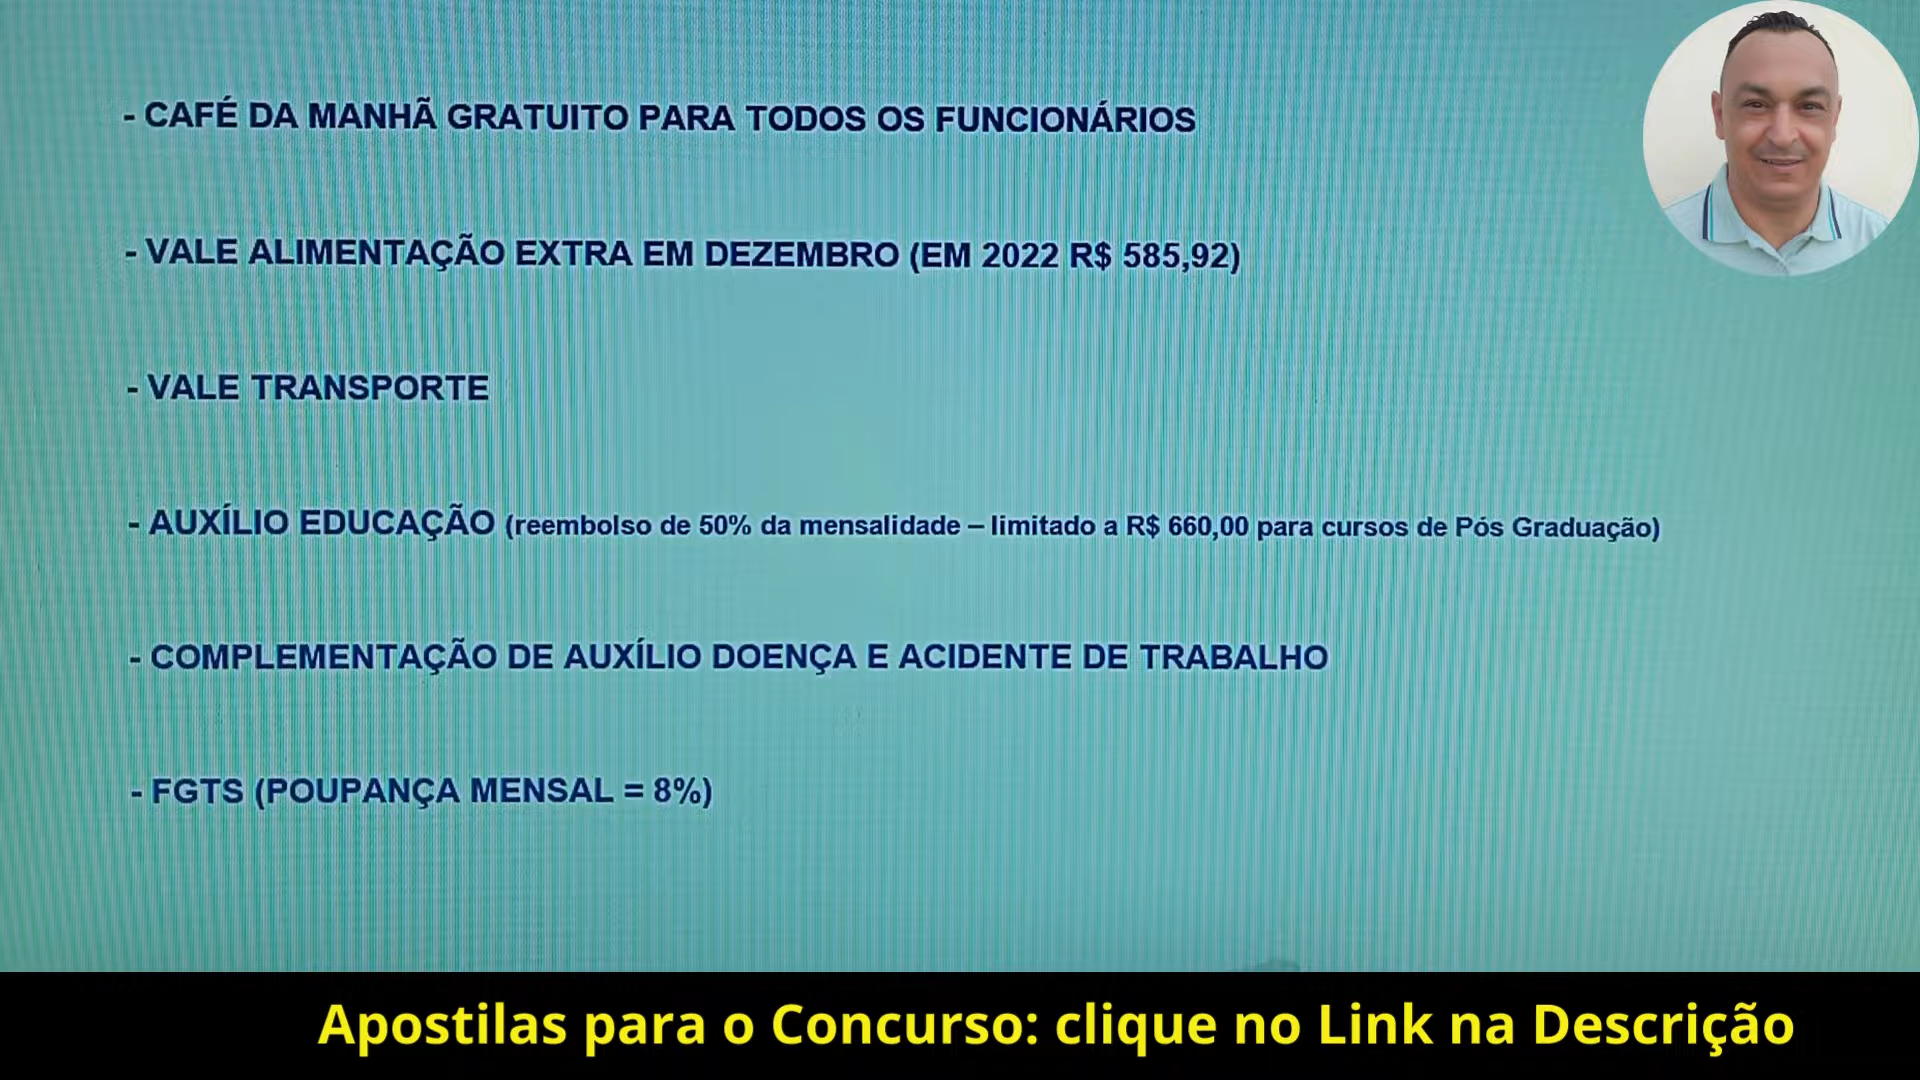 - CAFÉ DA MANHÃ GRATUITO PARA TODOS OS FUNCIONÁRIOS
- VALE ALIMENTAÇÃO EXTRA EM DEZEMBRO (EM 2022 R$ 585,92)
- VALE TRANSPORTE
- AUXÍLIO EDUCAÇÃO (reembolso de 50% da mensalidade – limitado a R$ 660,00 para cursos de Pós Graduação)
- COMPLEMENTAÇÃO DE AUXÍLIO DOENÇA E ACIDENTE DE TRABALHO
- FGTS (POUPANÇA MENSAL = 8%)
Apostilas para o Concurso: clique no Link na Descrição